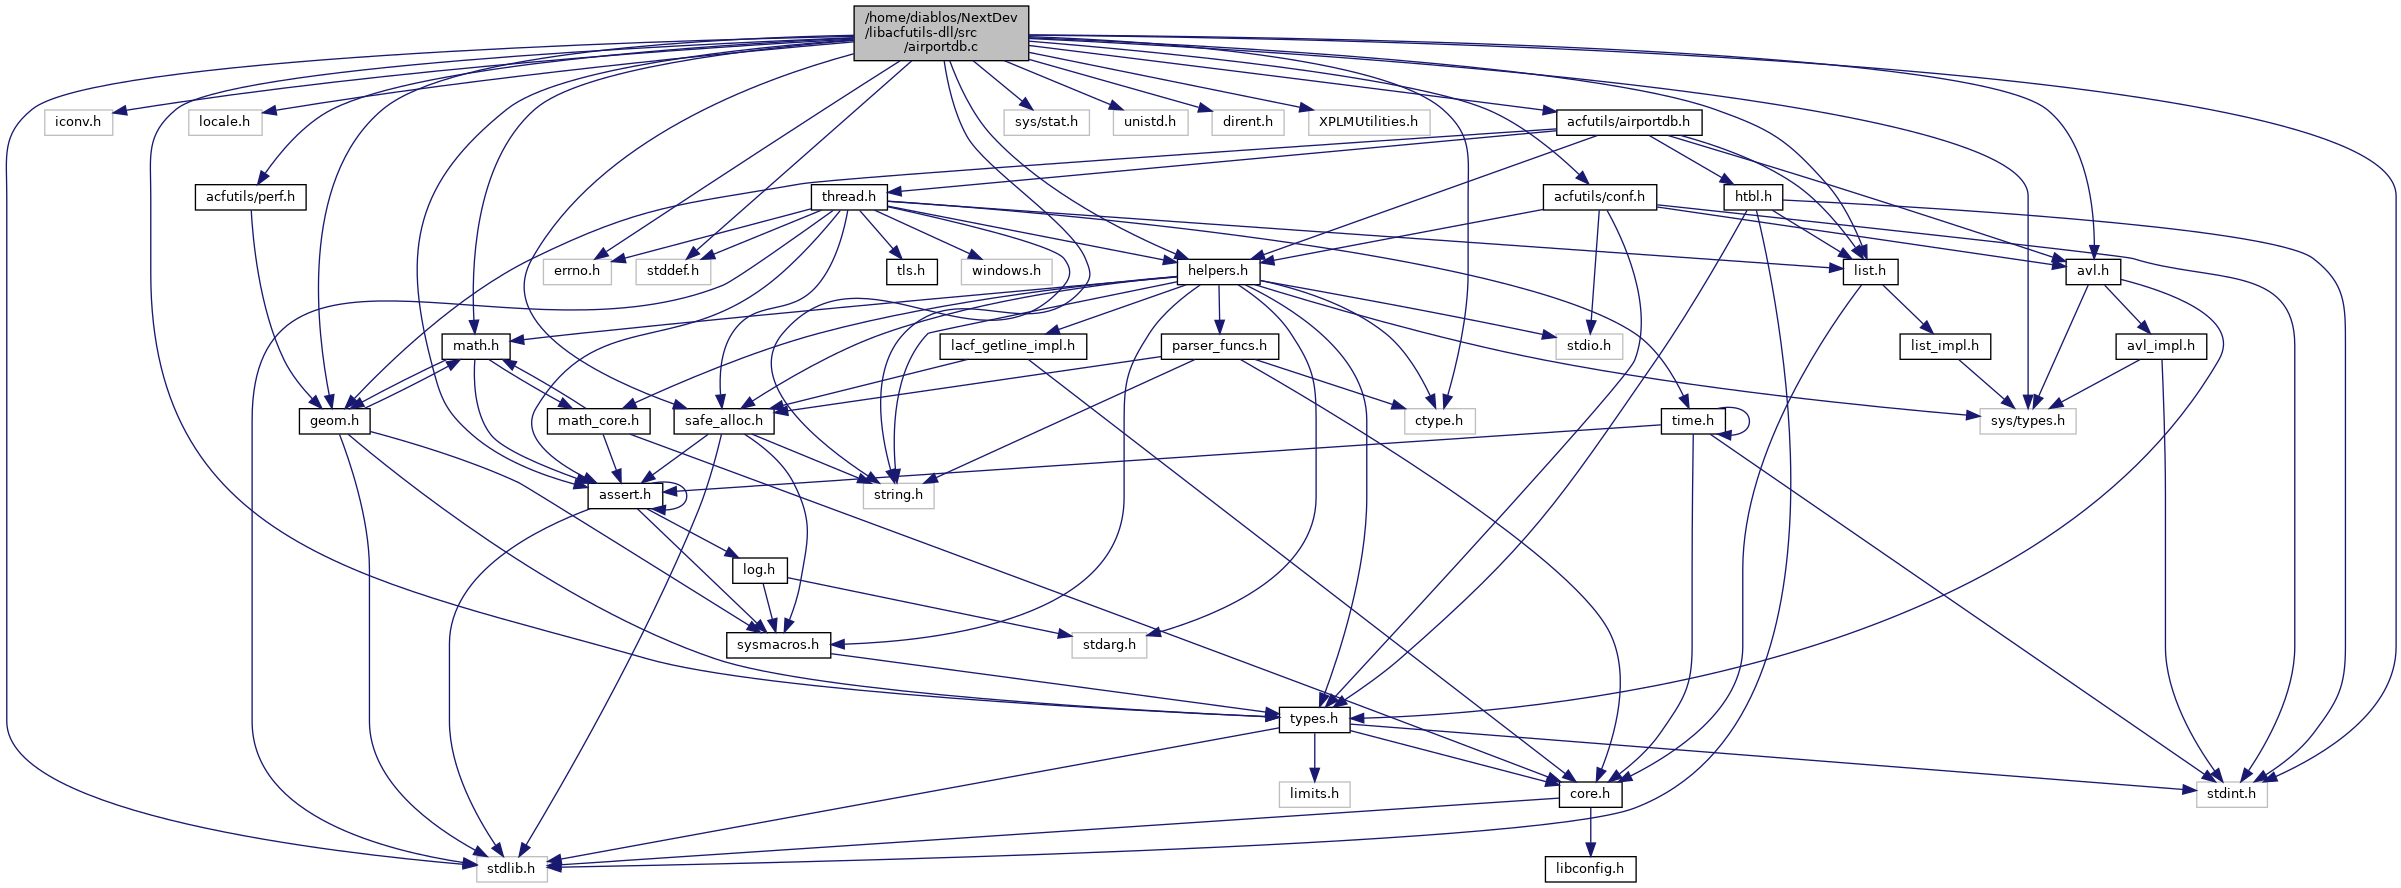 /home/diablos/NextDev
/libacfutils-dll/src
/airportdb.c
iconv.h
locale.h
sys/stat.h
unistd.h
dirent.h
XPLMUtilities.h
acfutils/airportdb.h
acfutils/perf.h
thread.h
acfutils/conf.h
htbl.h
errno.h
stddef.h
tls.h
windows.h
helpers.h
list.h
avl.h
math.h
lacf_getline_impl.h
parser_funcs.h
stdio.h
list_impl.h
avl_impl.h
geom.h
math_core.h
safe_alloc.h
ctype.h
time.h
sys/types.h
assert.h
string.h
log.h
sysmacros.h
stdarg.h
types.h
limits.h
core.h
stdint.h
stdlib.h
libconfig.h